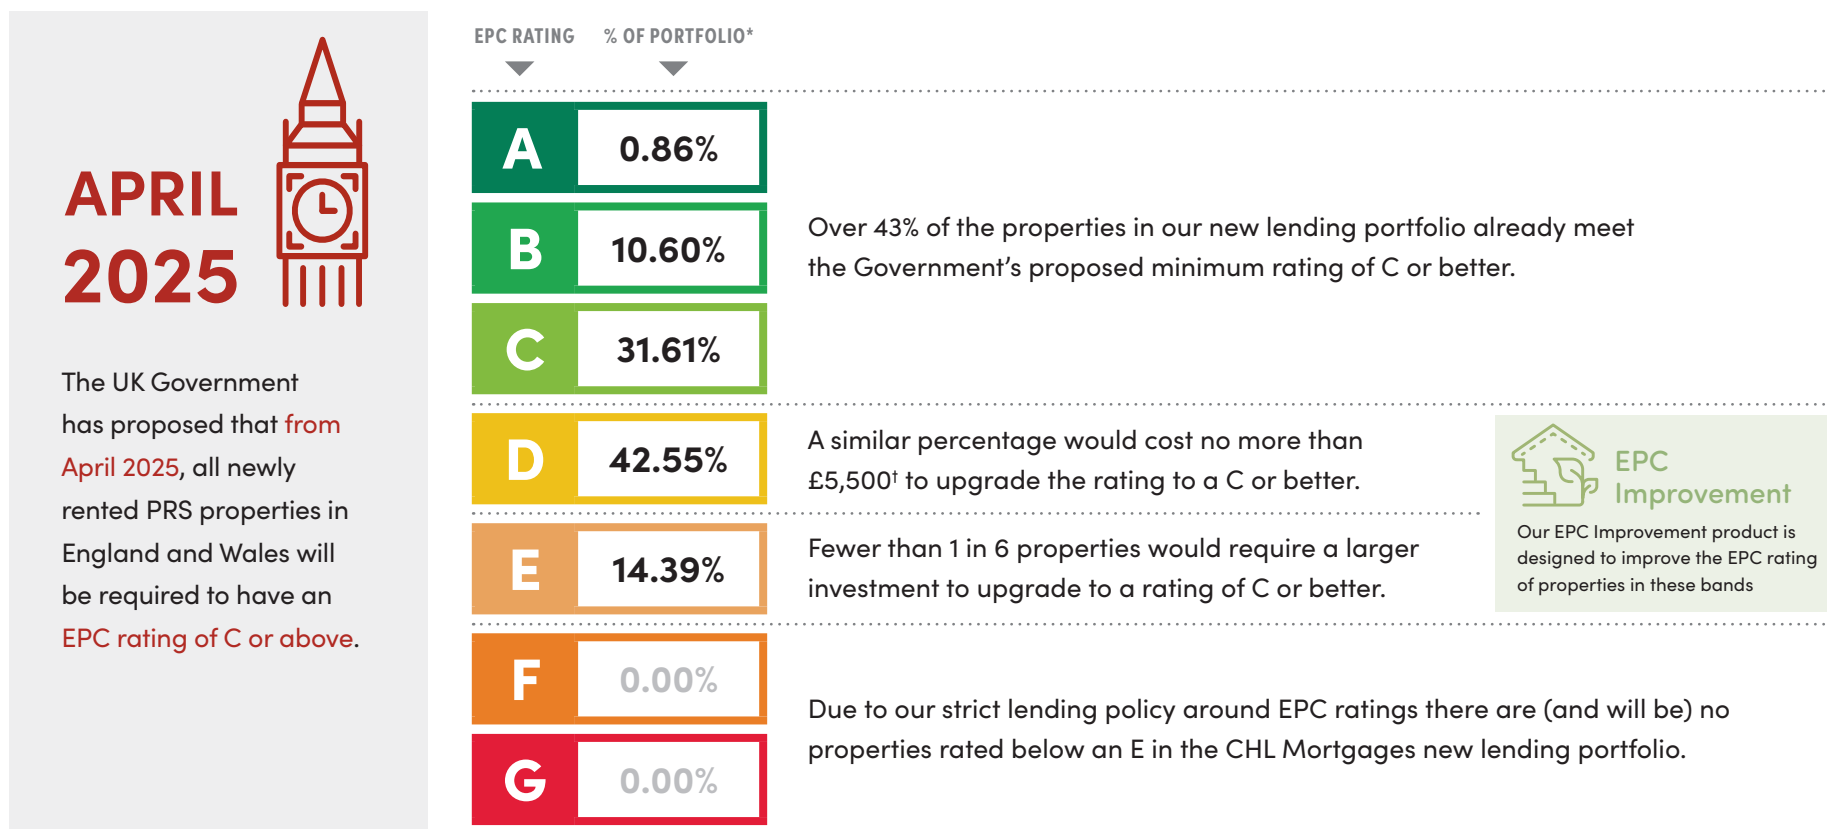 APRIL
2025
The UK Government
has proposed that from
April 2025, all newly
rented PRS properties in
England and Wales will
be required to have an
EPC rating of C or above.
EPC RATING % OF PORTFOLIO*
A 0.86%
B 10.60%
C 31.61%
Over 43% of the properties in our new lending portfolio already meet
the Government’s proposed minimum rating of C or better.
D 42.55%
A similar percentage would cost no more than
£5,500† to upgrade the rating to a C or better.
E 14.39%
Fewer than 1 in 6 properties would require a larger
investment to upgrade to a rating of C or better.
EPC
Improvement
Our EPC Improvement product is
designed to improve the EPC rating
of properties in these bands
F 0.00%
G 0.00%
Due to our strict lending policy around EPC ratings there are (and will be) no
properties rated below an E in the CHL Mortgages new lending portfolio.